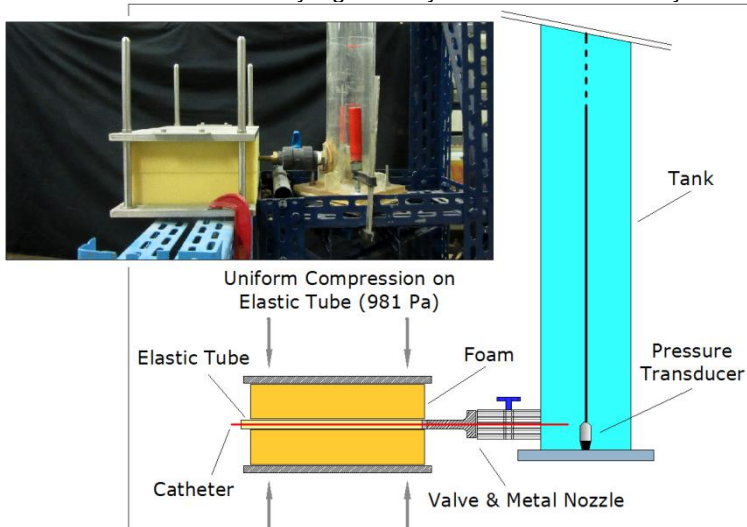 Tank
Uniform Compression on
Elastic Tube (981 Pa)
Elastic Tube
Foam
Pressure
Transducer
Catheter
Valve & Metal Nozzle